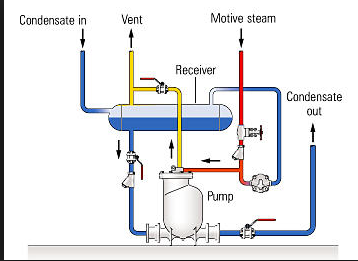 Condensate in
Vent
Motive steam
Receiver
Condensate
out
Pump